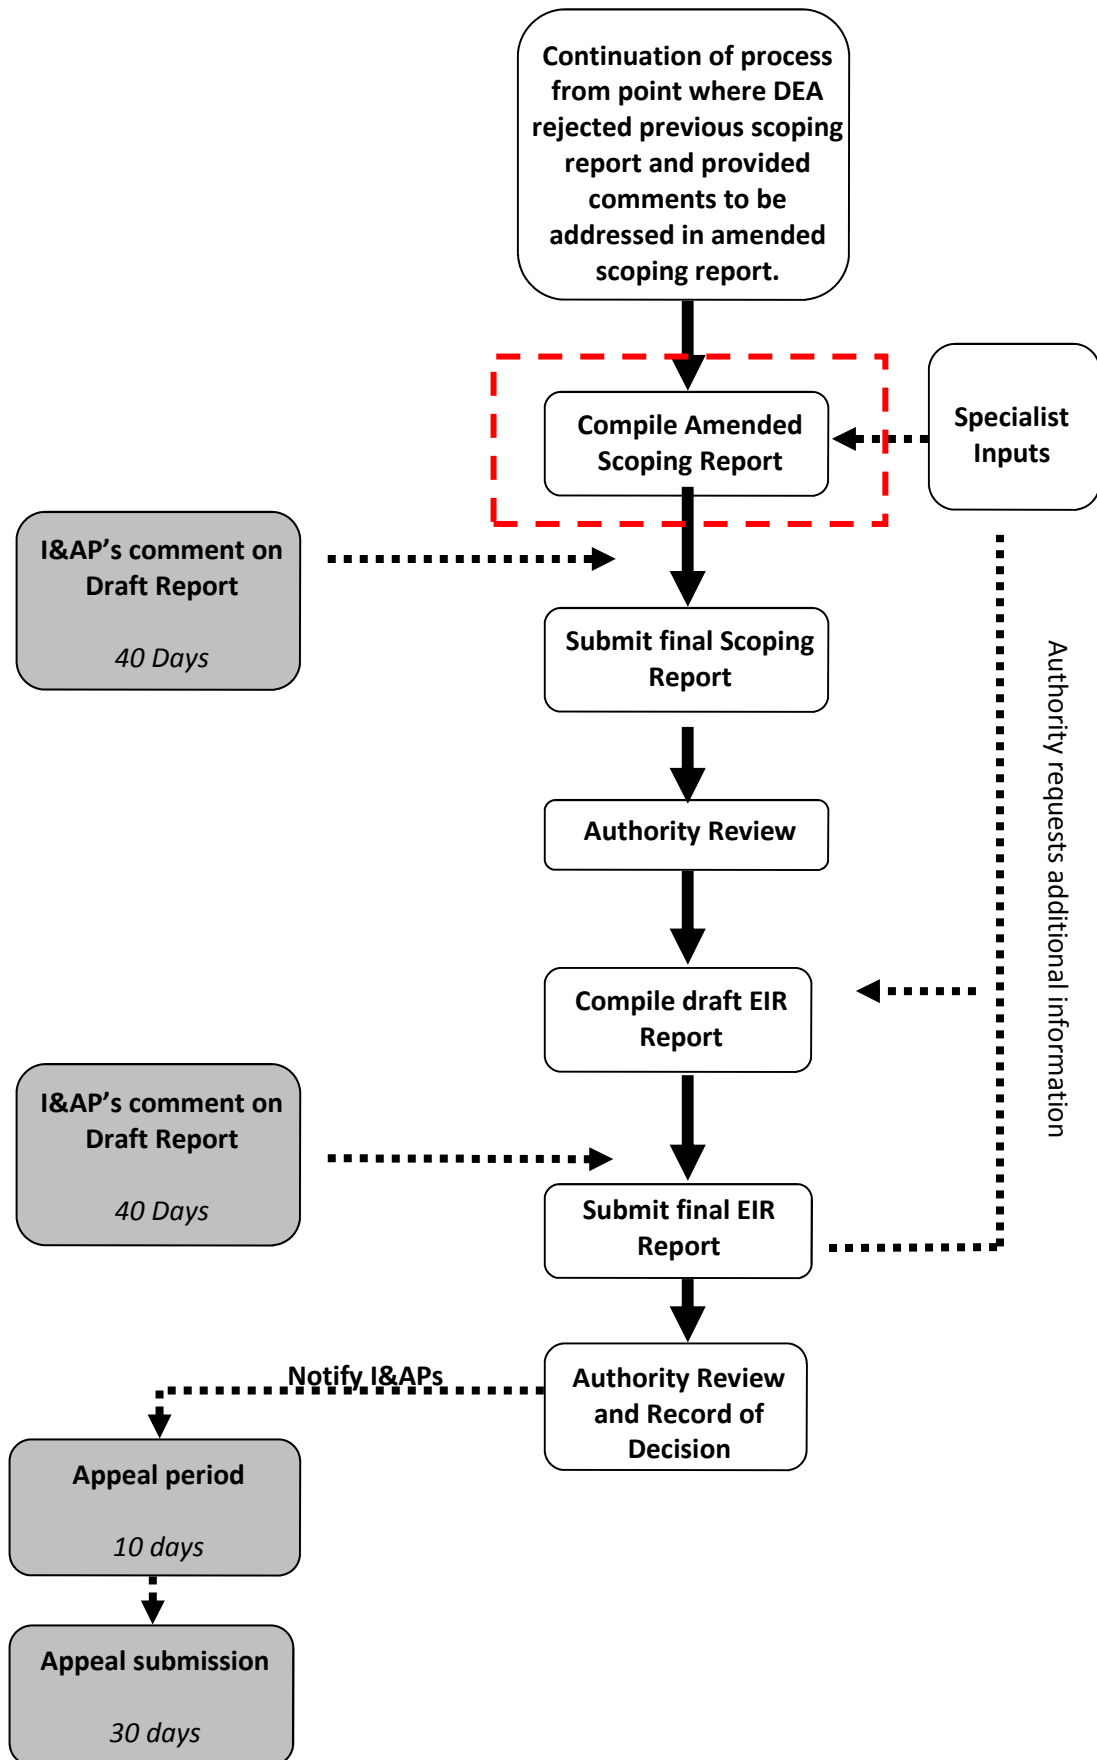 Continuation of process
from point where DEA
rejected previous scoping
report and provided
comments to be
addressed in amended
scoping report.
Compile Amended
Scoping Report
Specialist
Inputs
I&AP’s comment on
Draft Report
40 Days
Submit final Scoping
Report
Authority Review
Authority requests additional information
Compile draft EIR
Report
I&AP’s comment on
Draft Report
40 Days
Submit final EIR
Report
Notify I&APs
Authority Review
and Record of
Decision
Appeal period
10 days
Appeal submission
30 days